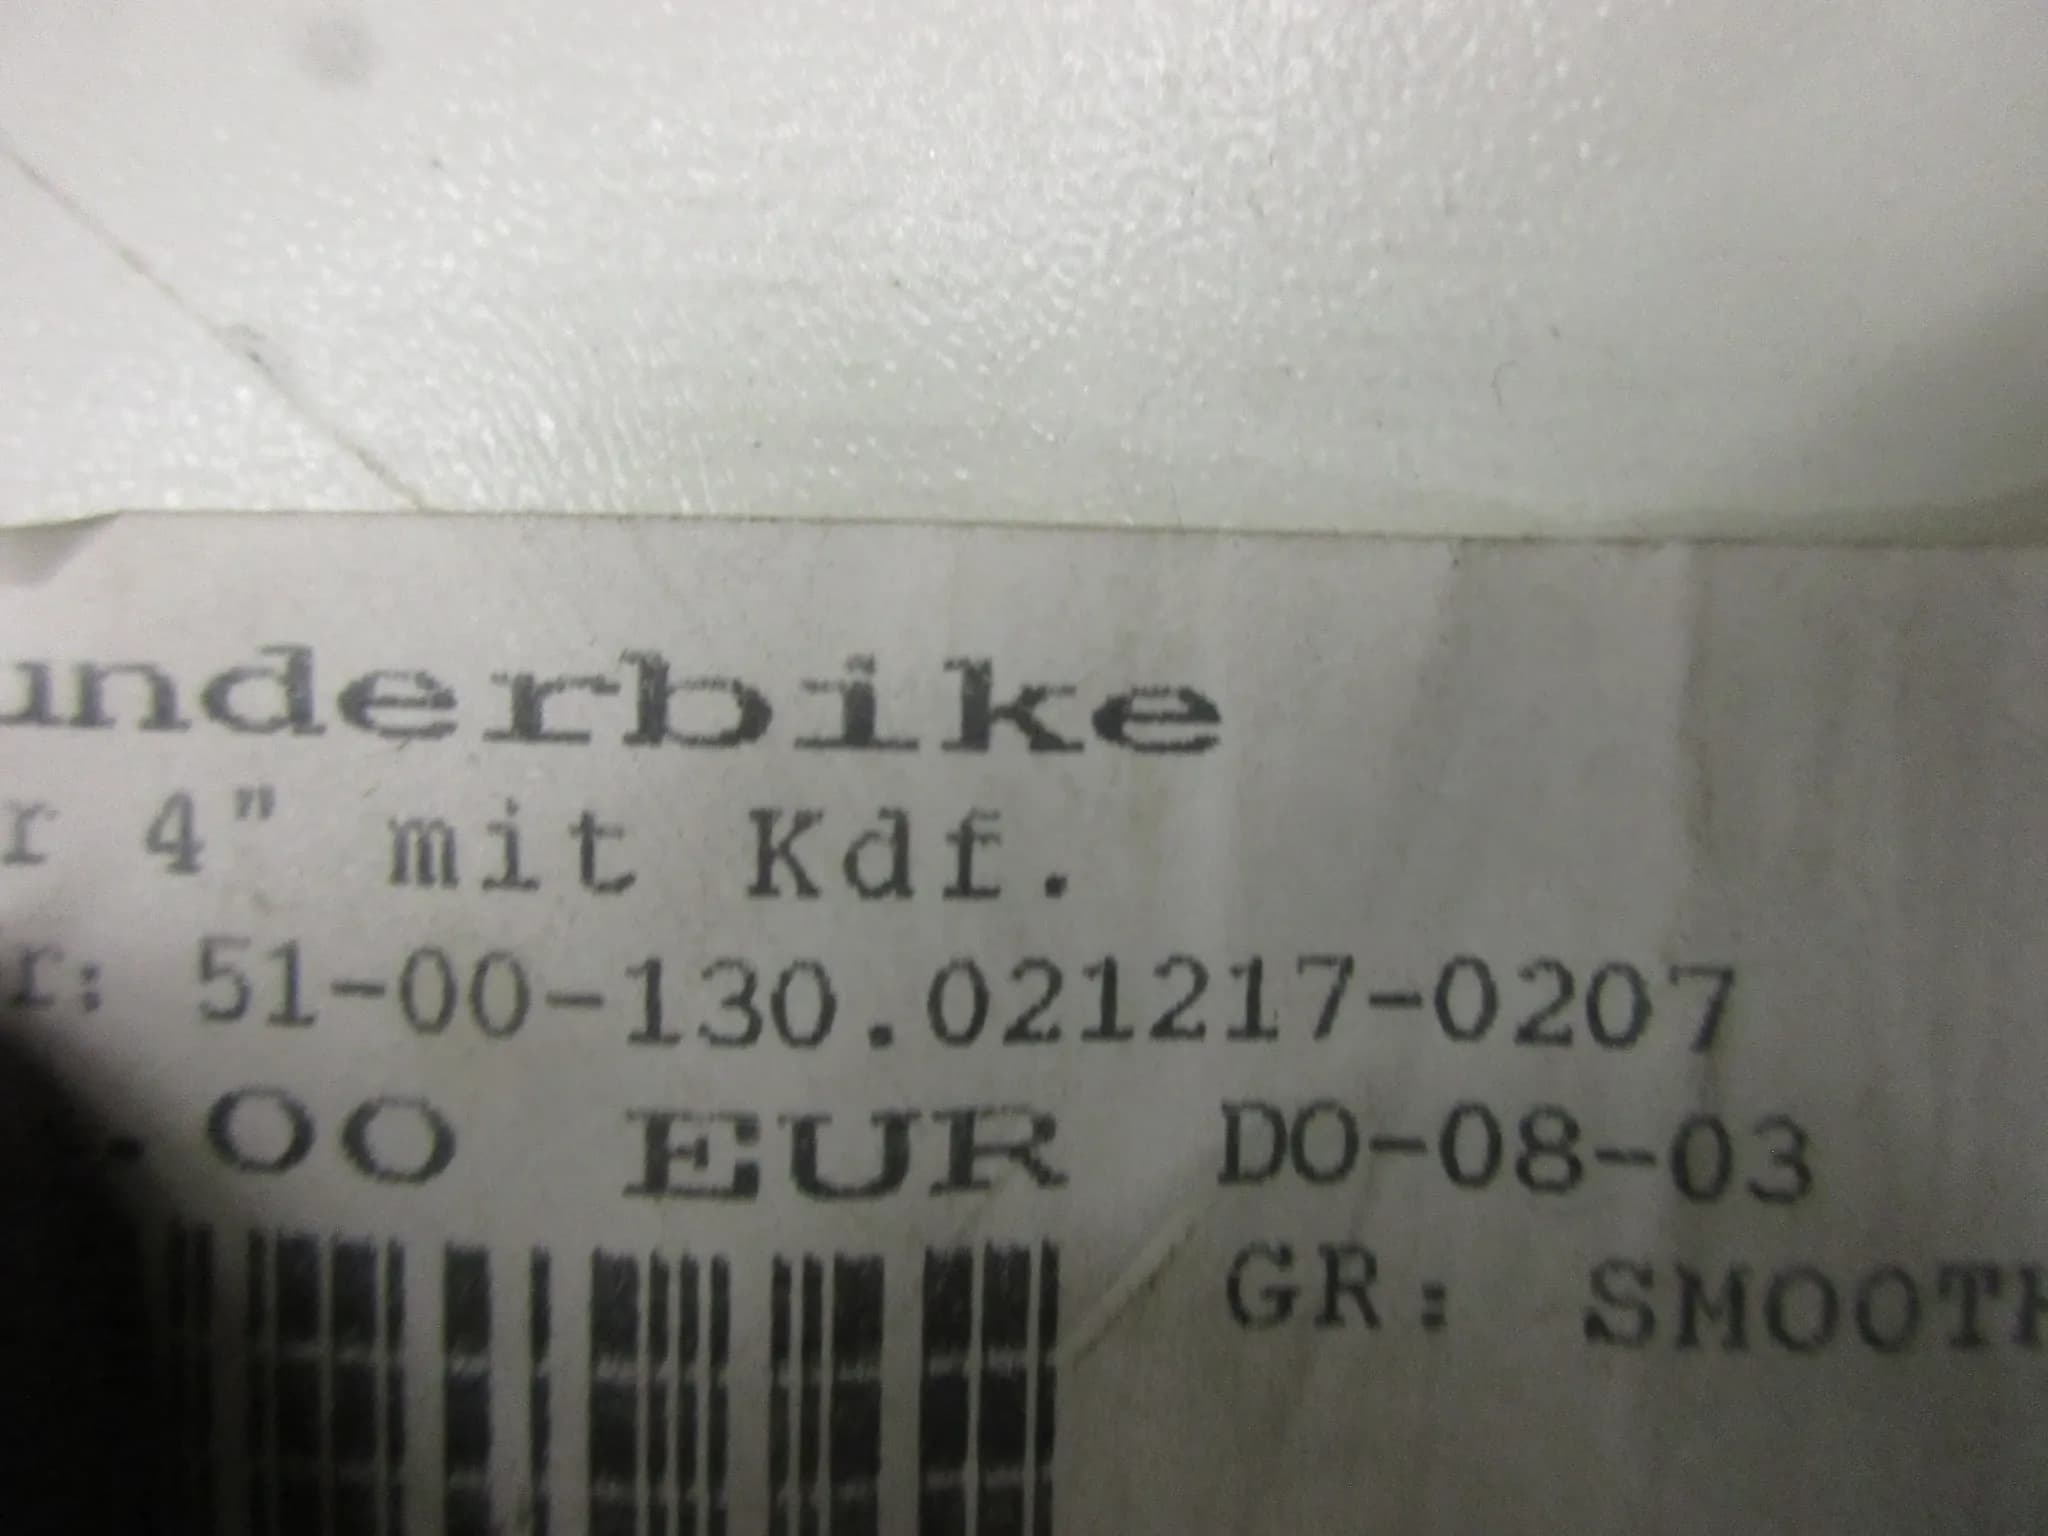 underbike
r 4" mit Kdf.
r: 51-00-130.021217-0207
.00 EUR DO-08-03
GR: SMOOTH